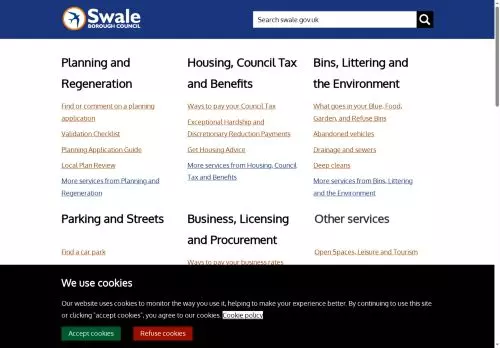 Swale
BOROUGH COUNCIL
Search swale.gov.uk
Planning and
Regeneration
Find or comment on a planning
application
Validation Checklist
Planning Application Guide
Local Plan Review
More services from Planning and
Regeneration
Housing, Council Tax
and Benefits
Ways to pay your Council Tax
Exceptional Hardship and
Discretionary Reduction Payments
Get Housing Advice
More services from Housing, Council
Tax and Benefits
Bins, Littering and
the Environment
What goes in your Blue, Food,
Garden, and Refuse Bins
Abandoned vehicles
Drainage and sewers
Deep cleans
More services from Bins, Littering
and the Environment
Parking and Streets
Find a car park
Business, Licensing
and Procurement
Ways to pay your business rates
Other services
Open Spaces, Leisure and Tourism
We use cookies
Our website uses cookies to monitor the way you use it, helping to make your experience better. By continuing to use this site
or clicking "accept cookies", you agree to our cookies. Cookie policy
Accept cookies
Refuse cookies